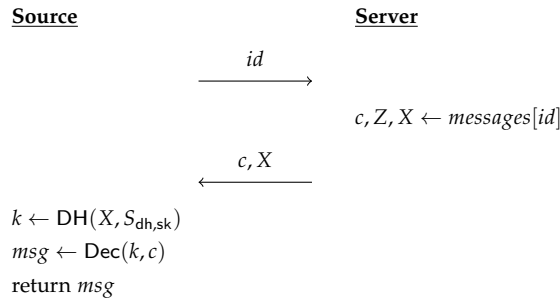 Source Server
id
c, Z, X ← messages[id]
c, X
k ← DH(X, S_dh,sk)
msg ← Dec(k, c)
return msg